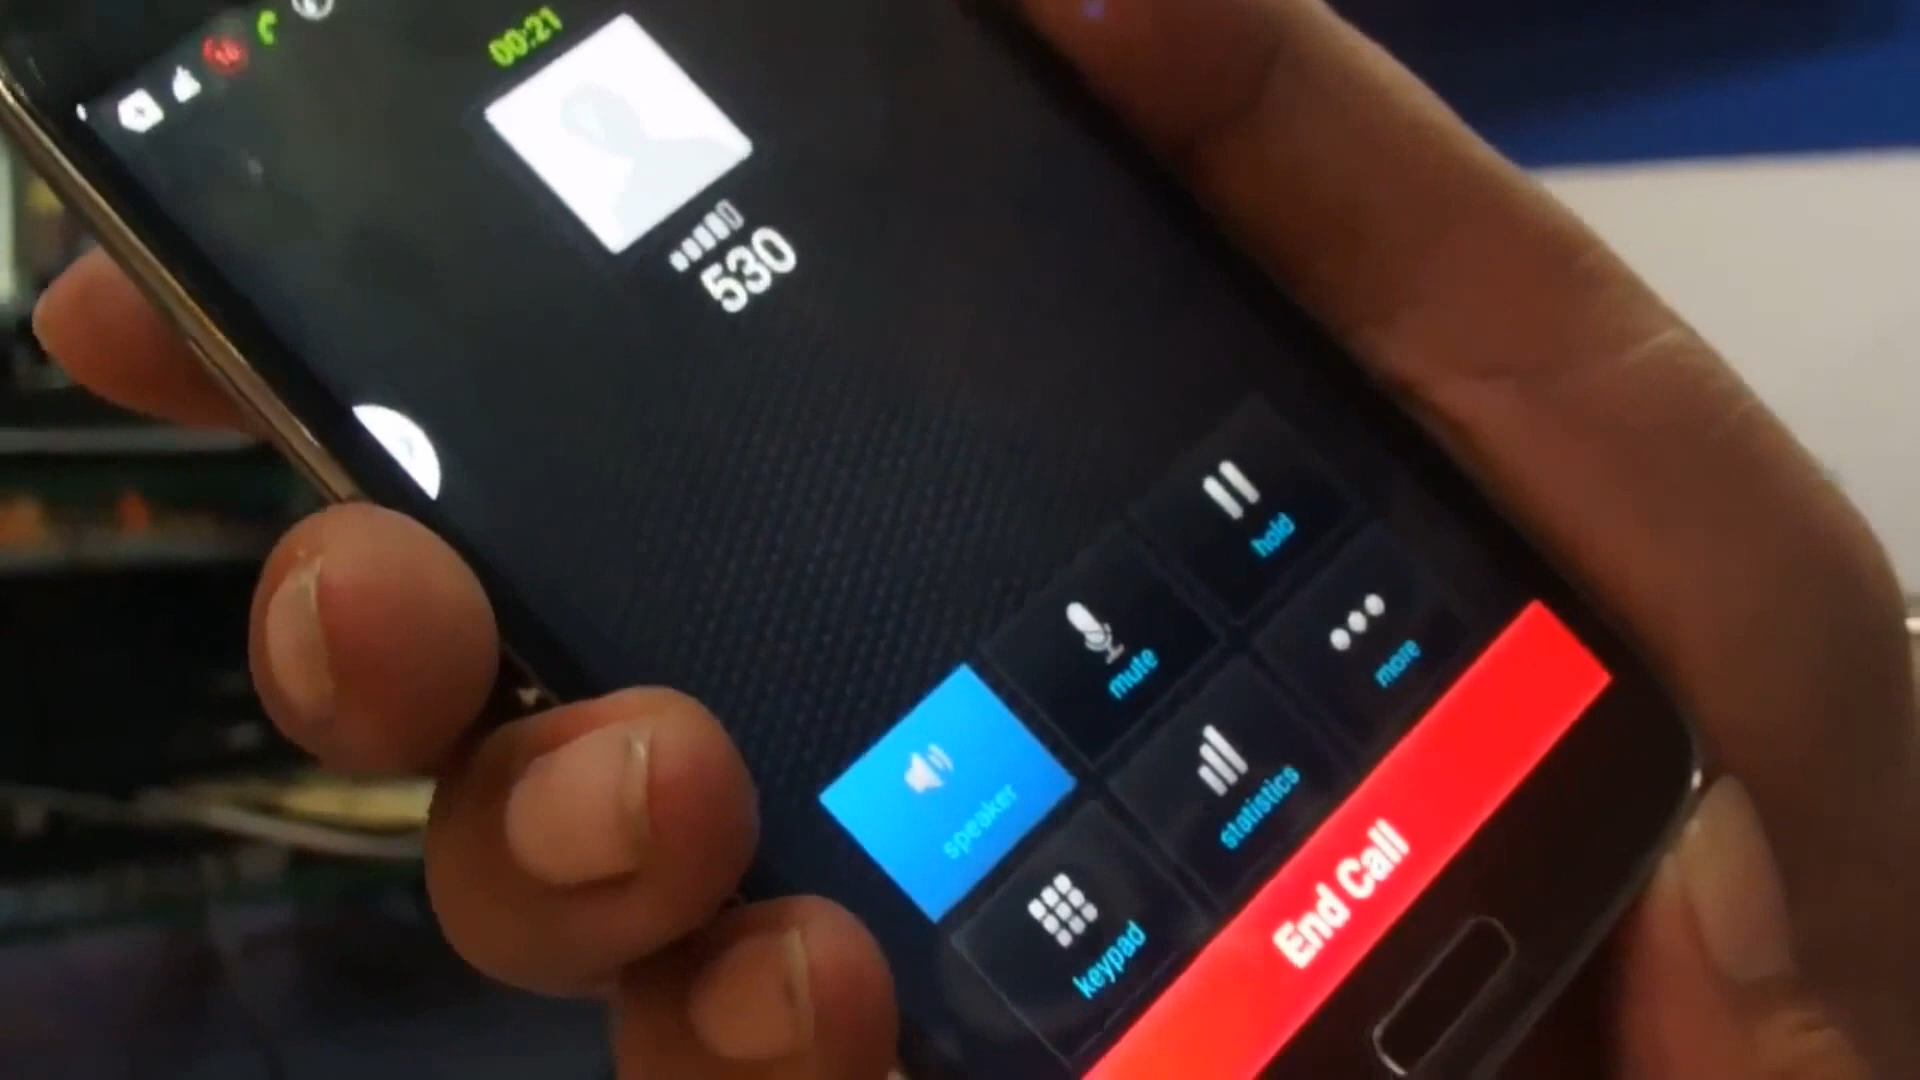 00:21
530
speaker
mute
hold
keypad
statistics
more
End Call